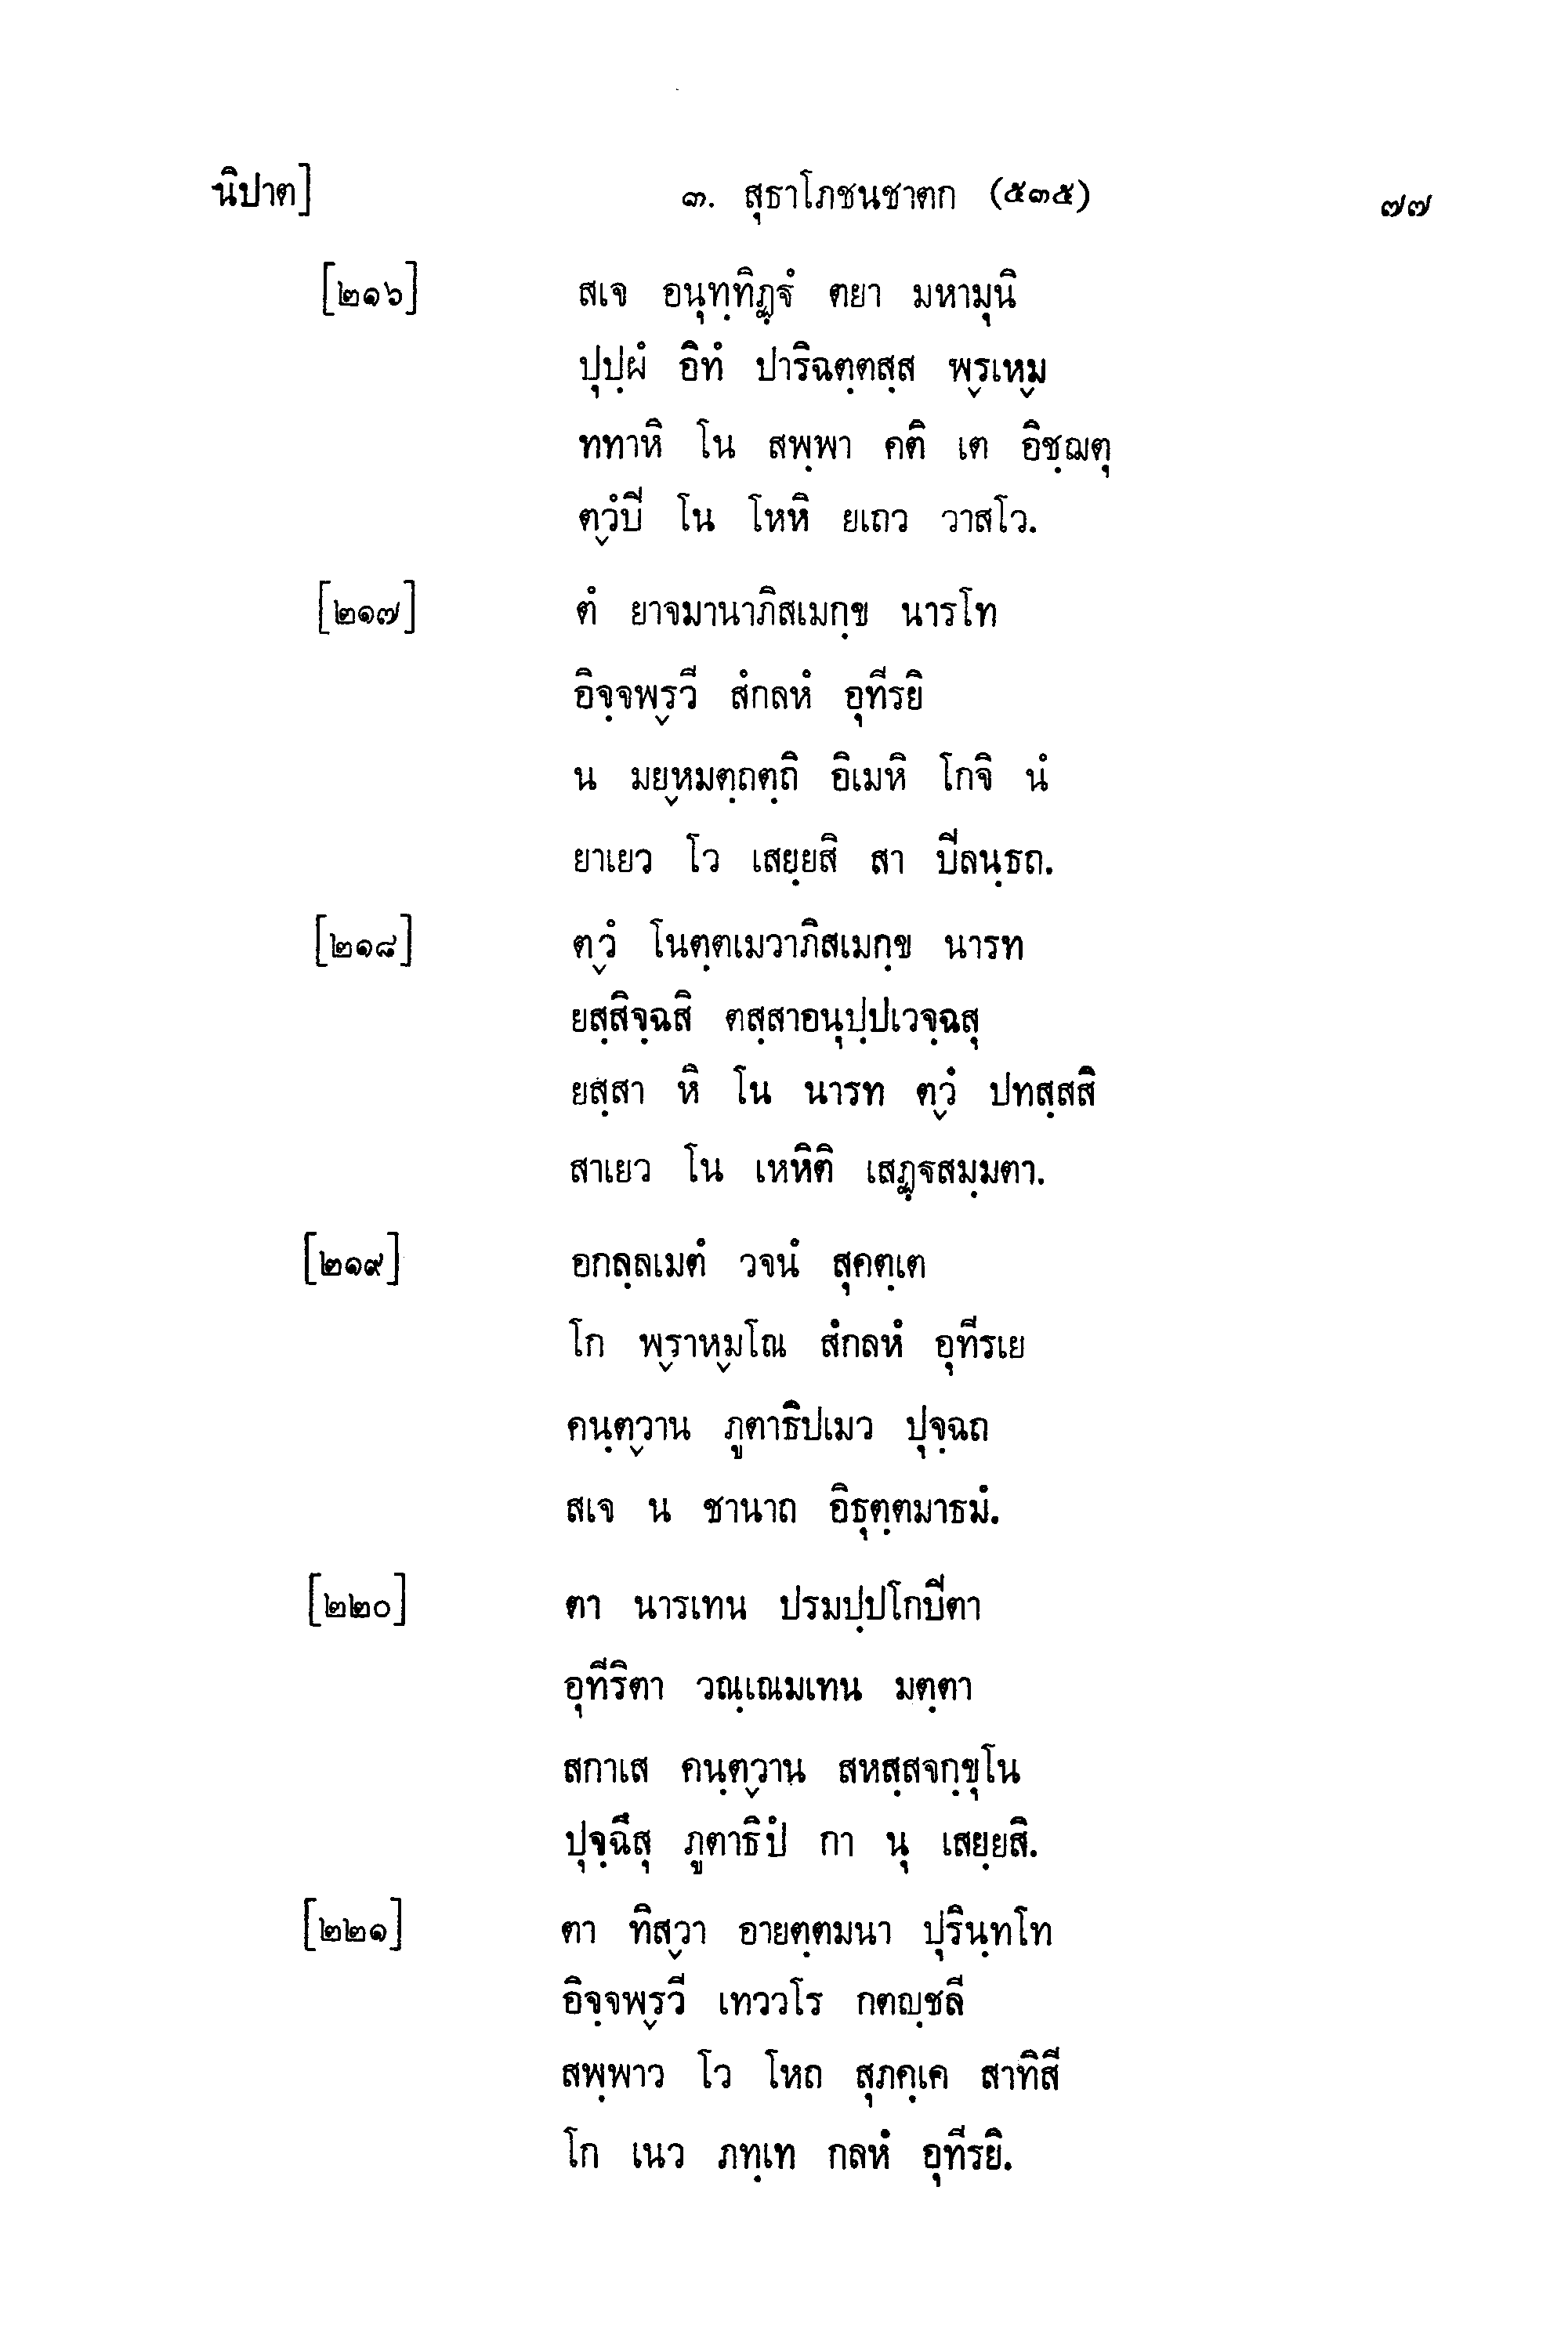 นิปาต] ๓. สุธาโภชนชาตก (๕๓๕) ๗๗
[๒๑๖] สเจ อนุทฺทิฏฺฐํ ตยา มหามุนิ
ปุปฺผํ อิทํ ปาริฉตฺตสฺส พ๎รเหม๎
ททาหิ โน สพฺพา คติ เต อิชฺฌตุ
ต๎วํปิ โน โหหิ ยเถว วาสโว.
[๒๑๗] ตํ ยาจมานาภิสเมกฺข นารโท
อิจฺจพ๎รวี สํกลหํ อุทีรยิ
น มย๎หมตฺถตฺถิ อิเมหิ โกจิ นํ
ยาเยว โว เสยฺยสิ สา ปิลนฺธถ.
[๒๑๘] ต๎วํ โนตฺตเมวาภิสเมกฺข นารท
ยสฺสิจฺฉสิ ตสฺสาอนุปฺปเวจฺฉสุ
ยสฺสา หิ โน นารท ต๎วํ ปทสฺสสิ
สาเยว โน เหหิติ เสฏฺฐสมฺมตา.
[๒๑๙] อกลฺลเมตํ วจนํ สุคตฺเต
โก พ๎ราหฺม๎โณ สํกลหํ อุทีรเย
คนฺต๎วาน ภูตาธิปเมว ปุจฺฉถ
สเจ น ชานาถ อิธุตฺตมาธมํ.
[๒๒๐] ตา นารเทน ปรมปฺปโกปิตา
อุทีริตา วณฺเณมเทน มตฺตา
สกาเส คนฺต๎วาน สหสฺสจกฺขุโน
ปุจฺฉึสุ ภูตาธิปํ กา นุ เสยฺยสิ.
[๒๒๑] ตา ทิส๎วา อายตฺตมนา ปุรินฺทโท
อิจฺจพ๎รวี เทววโร กตญฺชลี
สพฺพาว โว โหถ สุภคฺเค สาทิสี
โก เนว ภทฺเท กลหํ อุทีรยิ.